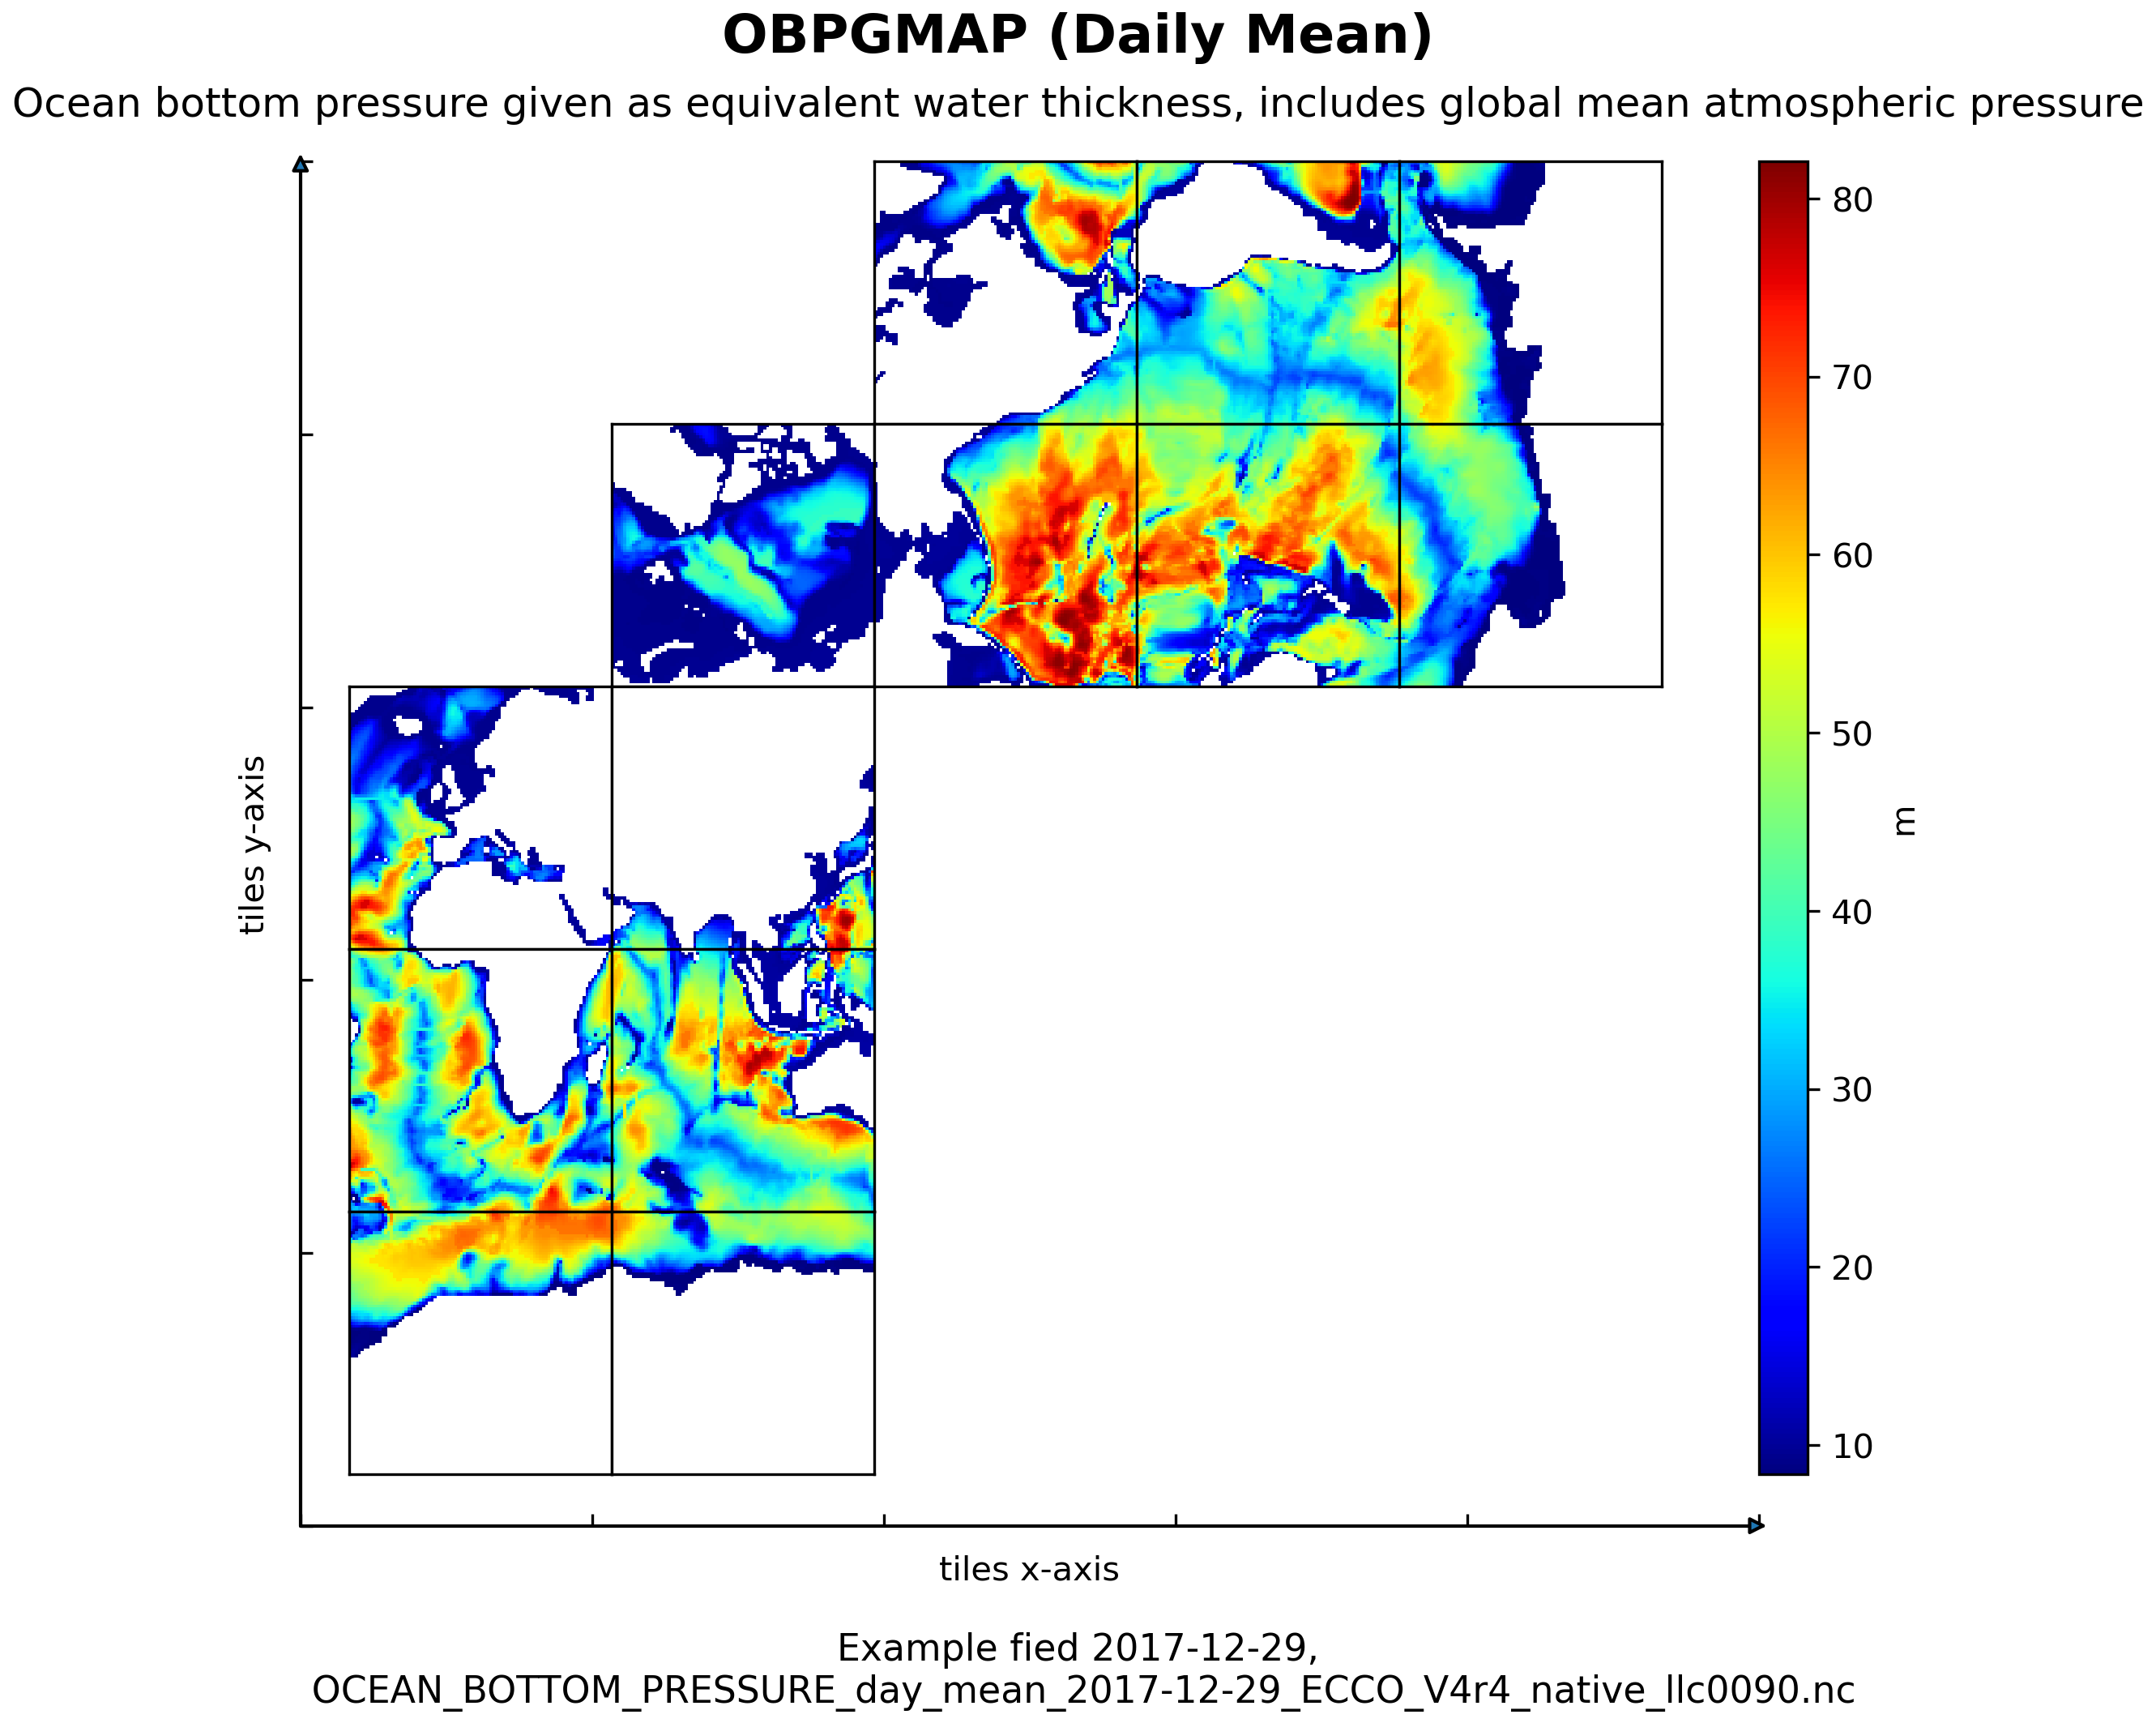 OBPGMAP (Daily Mean)
Ocean bottom pressure given as equivalent water thickness, includes global mean atmospheric pressure
80
70
60
50
40
30
20
10
m
tiles y-axis
tiles x-axis
Example fied 2017-12-29,
OCEAN_BOTTOM_PRESSURE_day_mean_2017-12-29_ECCO_V4r4_native_llc0090.nc